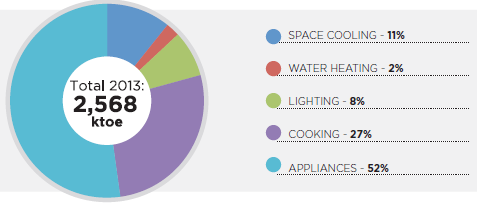 Total 2013:
2,568
ktoe
SPACE COOLING - 11%
WATER HEATING - 2%
LIGHTING - 8%
COOKING - 27%
APPLIANCES - 52%